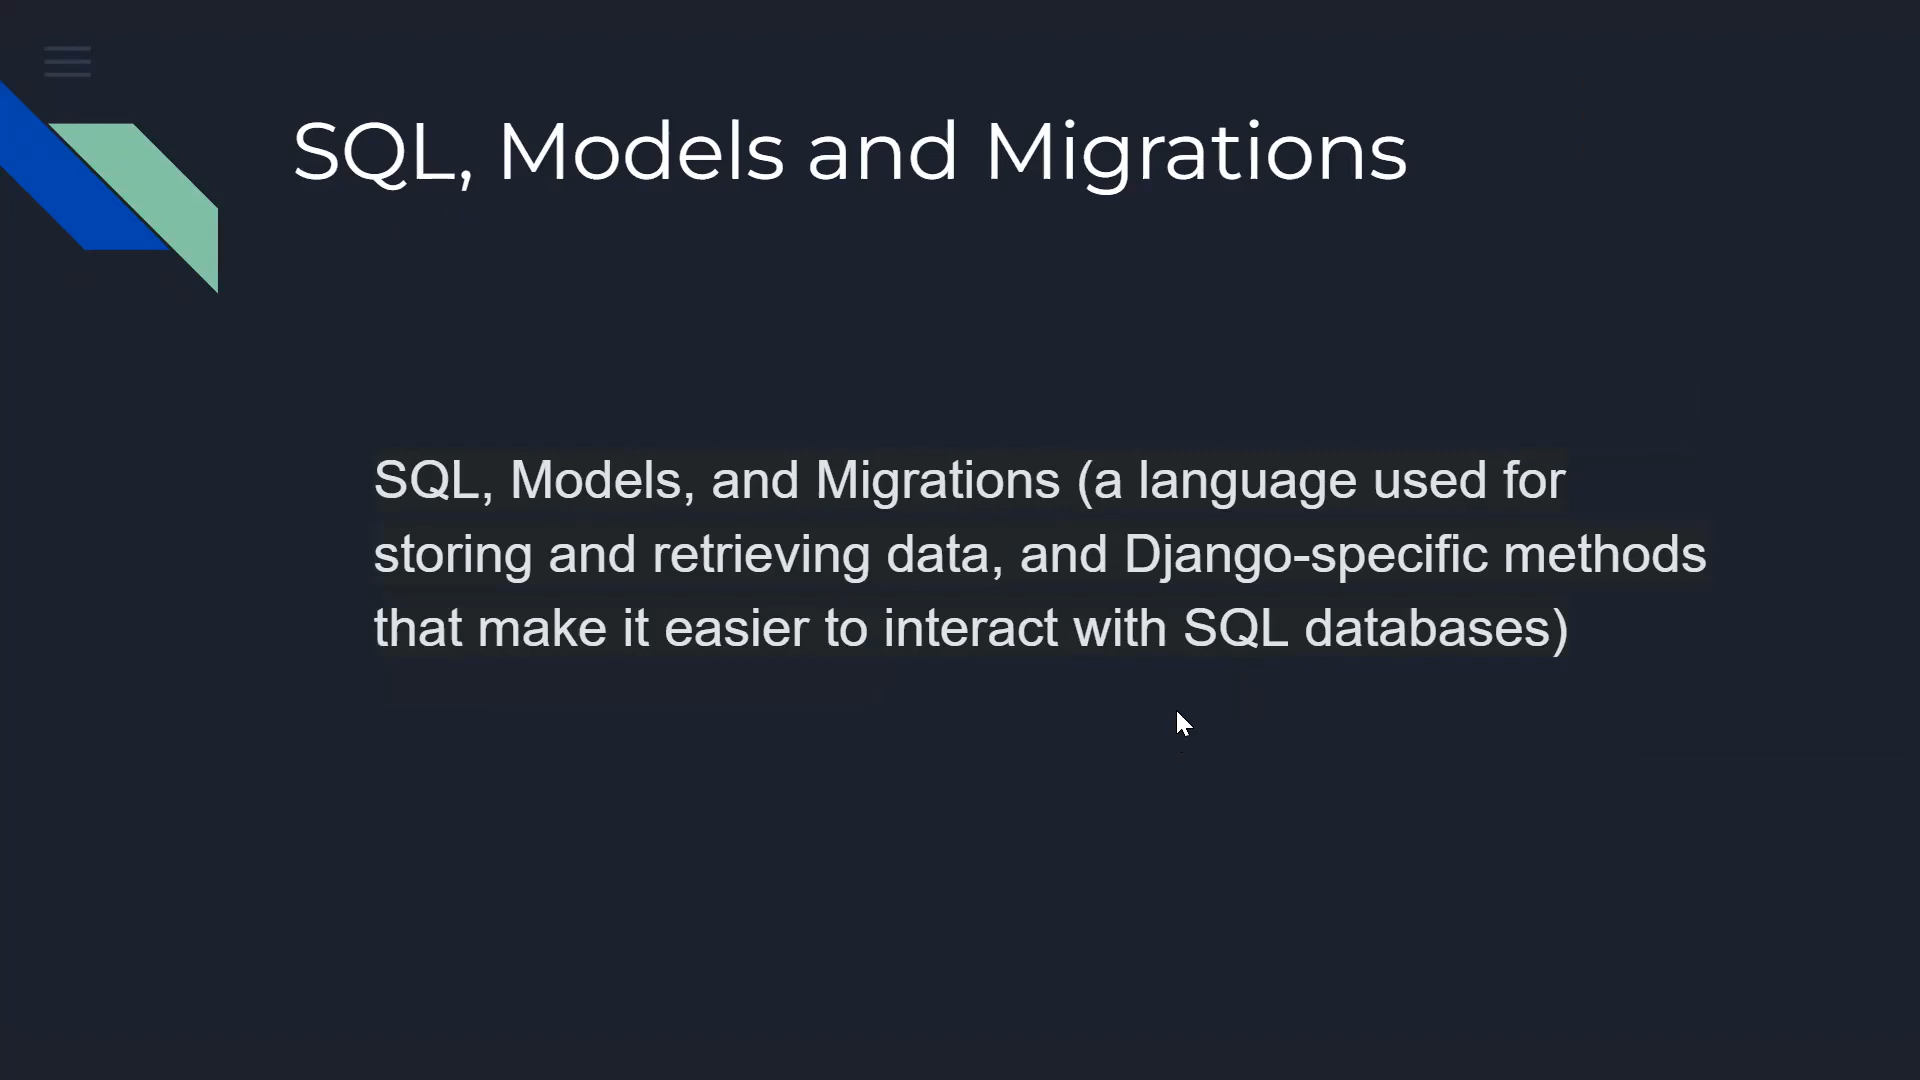 SQL, Models and Migrations
SQL, Models, and Migrations (a language used for
storing and retrieving data, and Django-specific methods
that make it easier to interact with SQL databases)